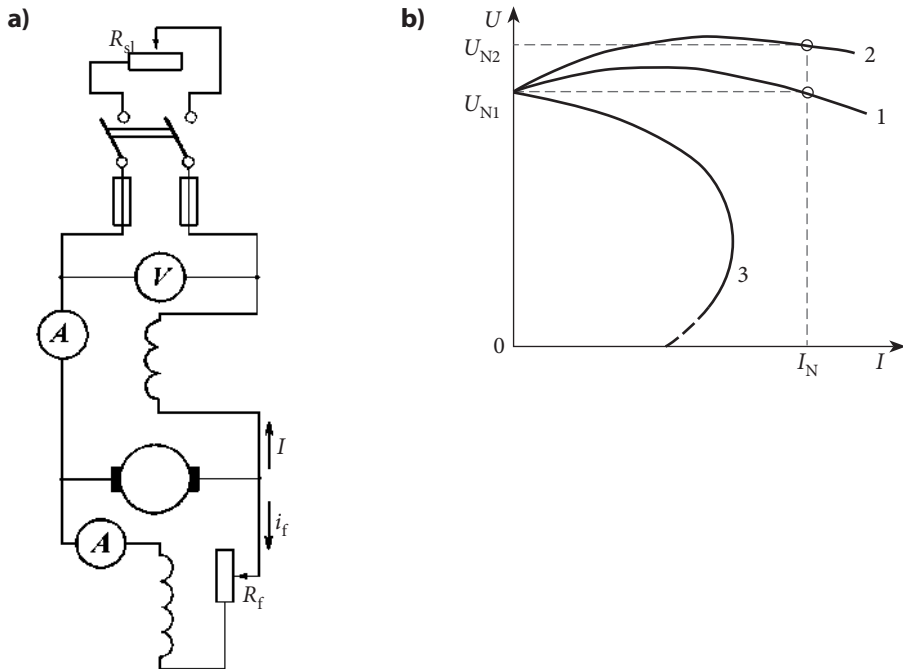 a)
R_sl
V
A
I
i_f
A
R_f
b)
U
U_N2
2
U_N1
1
3
0
I_N
I